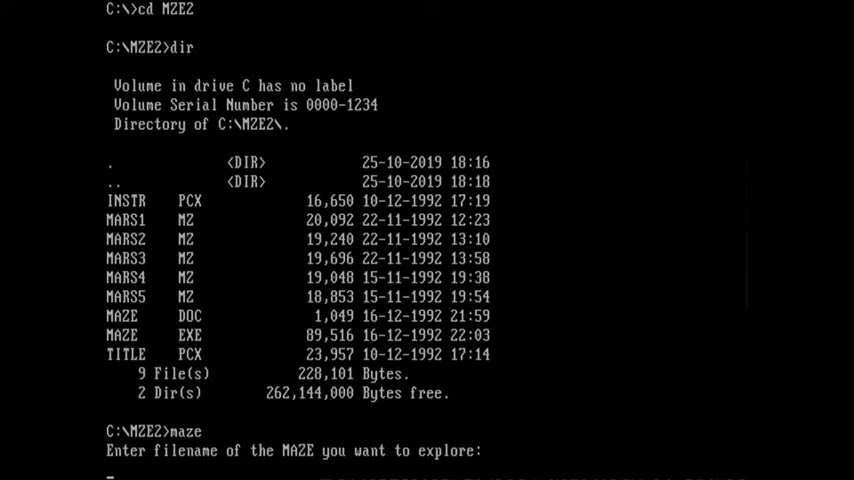 C:\>cd MZE2
C:\MZE2>dir
Volume in drive C has no label
Volume Serial Number is 0000-1234
Directory of C:\MZE2\.
. <DIR> 25-10-2019 18:16
.. <DIR> 25-10-2019 18:18
INSTR PCX 16,650 10-12-1992 17:19
MARS1 MZ 20,092 22-11-1992 12:23
MARS2 MZ 19,240 22-11-1992 13:10
MARS3 MZ 19,696 22-11-1992 13:58
MARS4 MZ 19,048 15-11-1992 19:38
MARS5 MZ 18,853 15-11-1992 19:54
MAZE DOC 1,049 16-12-1992 21:59
MAZE EXE 89,516 16-12-1992 22:03
TITLE PCX 23,957 10-12-1992 17:14
9 File(s) 228,101 Bytes.
2 Dir(s) 262,144,000 Bytes free.
C:\MZE2>maze
Enter filename of the MAZE you want to explore: